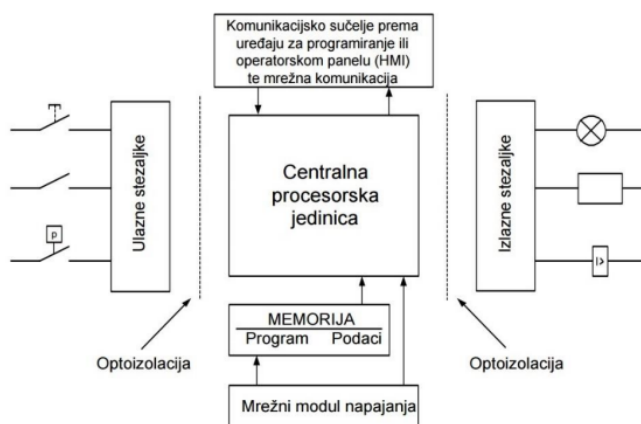 Komunikacijsko sučelje prema
uređaju za programiranje ili
operatorskom panelu (HMI)
te mrežna komunikacija
Ulazne stezaljke
p
Centralna
procesorska
jedinica
Izlazne stezaljke
MEMORIJA
Program Podaci
Optoizolacija
Optoizolacija
Mrežni modul napajanja